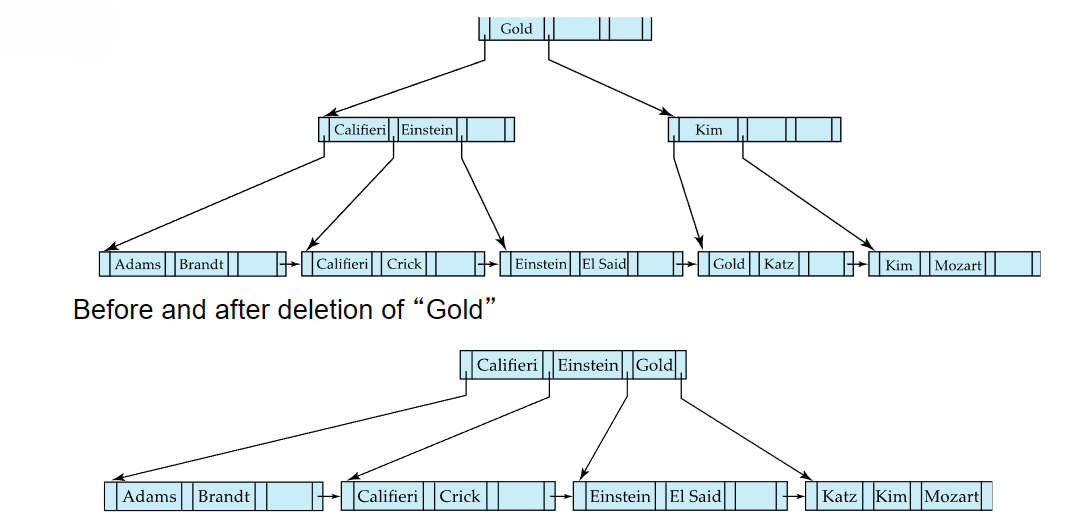 Gold
Califieri Einstein
Kim
Adams Brandt
Califieri Crick
Einstein El Said
Gold Katz
Kim Mozart
Before and after deletion of “Gold”
Califieri Einstein Gold
Adams Brandt
Califieri Crick
Einstein El Said
Katz Kim Mozart